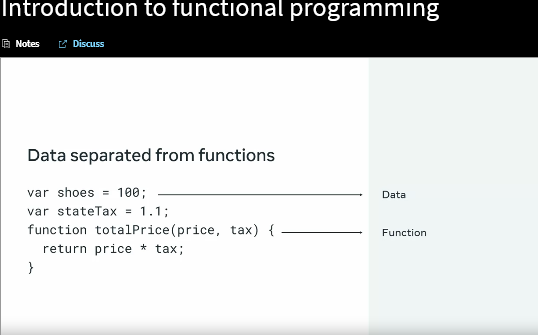 Introduction to functional programming
Notes Discuss
Data separated from functions
var shoes = 100; Data
var stateTax = 1.1;
function totalPrice(price, tax) { Function
return price * tax;
}